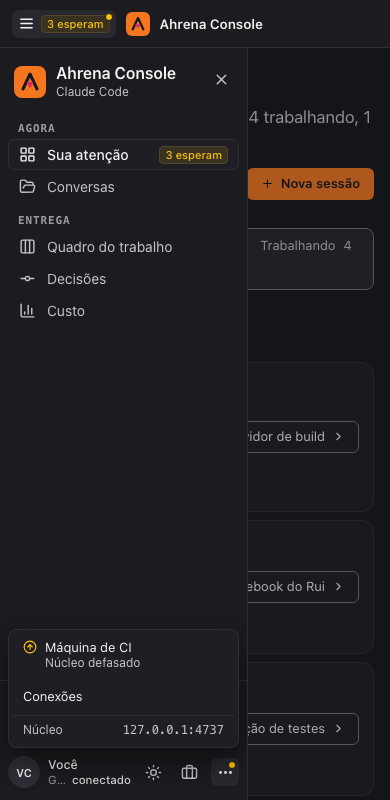 3 esperam
Ahrena Console
Ahrena Console
Claude Code
4 trabalhando, 1
AGORA
Sua atenção
3 esperam
Conversas
Nova sessão
ENTREGA
Quadro do trabalho
Trabalhando 4
Decisões
Custo
vidor de build
ebook do Rui
Máquina de CI
Núcleo defasado
Conexões
Núcleo
127.0.0.1:4737
ção de testes
VC
Você
G… conectado